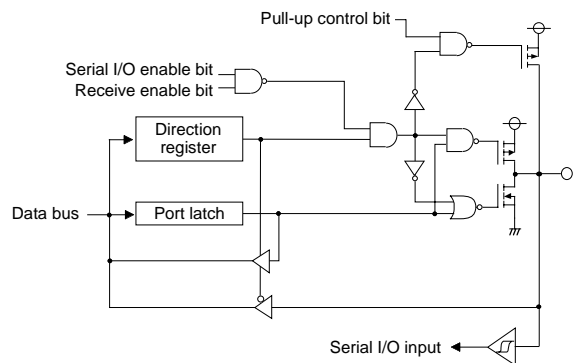 Pull-up control bit
Serial I/O enable bit
Receive enable bit
Direction
register
Data bus
Port latch
Serial I/O input